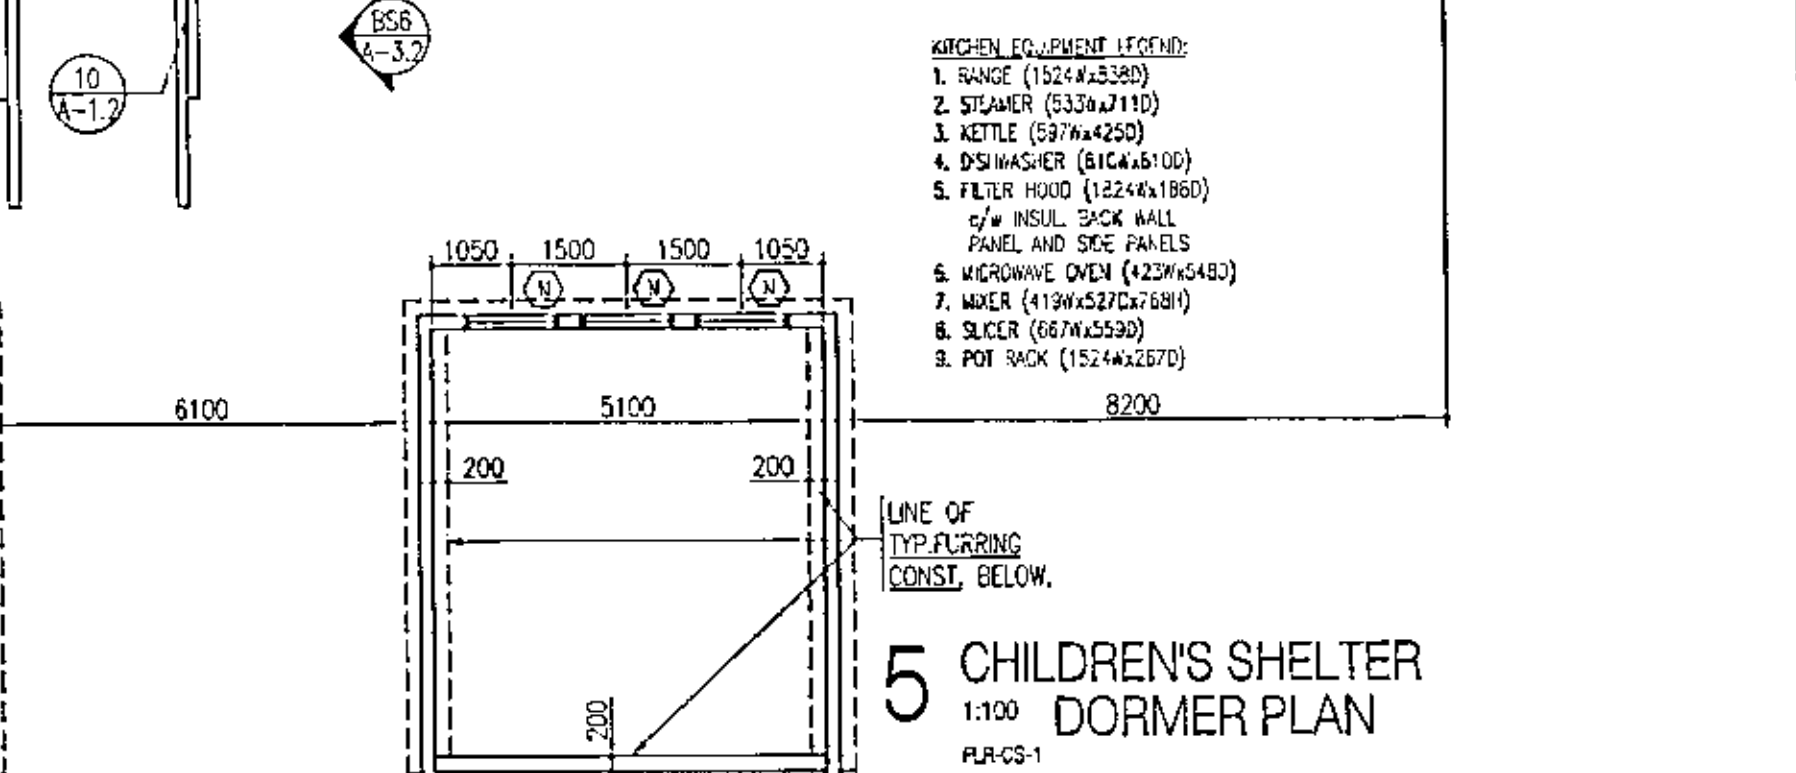 BS6
A-3.2
10
A-1.2
KITCHEN EQUIPMENT LEGEND:
1. RANGE (1524Wx838D)
2. STEAMER (533Wx711D)
3. KETTLE (597Wx425D)
4. DISHWASHER (610Wx610D)
5. FILTER HOOD
c/w INSUL. BACK WALL
PANEL AND SIDE PANELS
6. MICROWAVE OVEN (423Wx548D)
7. MIXER (419Wx527Dx768H)
8. SLICER (667Wx559D)
9. POT RACK (1524Wx267D)
1050 1500 1500 1050
N N N
6100 5100 8200
200 200
LINE OF
TYP.FURRING
CONST. BELOW.
200
5 CHILDREN'S SHELTER
1:100 DORMER PLAN
FLR-CS-1